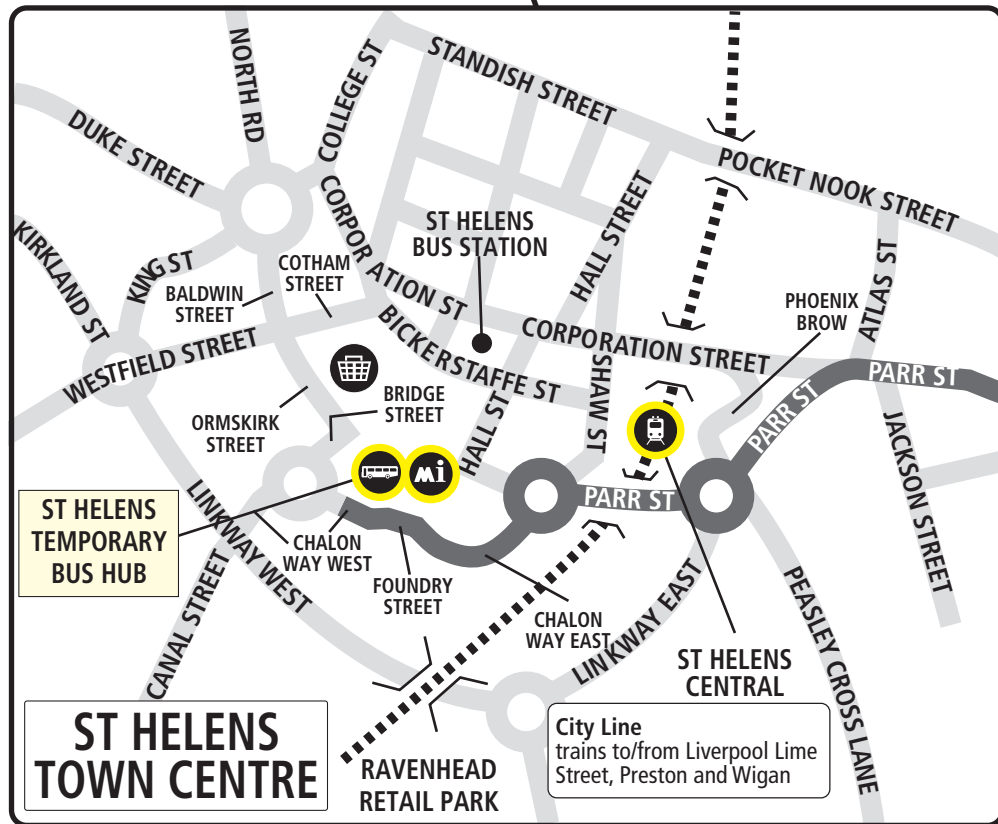 NORTH RD
COLLEGE ST
STANDISH STREET
DUKE STREET
POCKET NOOK STREET
KIRKLAND ST
KING ST
CORPORATION ST
ST HELENS
BUS STATION
HALL STREET
ATLAS ST
COTHAM
STREET
BALDWIN
STREET
PHOENIX
BROW
WESTFIELD STREET
BICKERSTAFFE ST
CORPORATION STREET
SHAW ST
PARR ST
PARR ST
BRIDGE
STREET
ORMSKIRK
STREET
HALL ST
JACKSON STREET
mi
PARR ST
ST HELENS
TEMPORARY
BUS HUB
LINKWAY WEST
CHALON
WAY WEST
FOUNDRY
STREET
CANAL STREET
CHALON
WAY EAST
LINKWAY EAST
PEASLEY CROSS LANE
ST HELENS
CENTRAL
City Line
trains to/from Liverpool Lime
Street, Preston and Wigan
ST HELENS
TOWN CENTRE
RAVENHEAD
RETAIL PARK